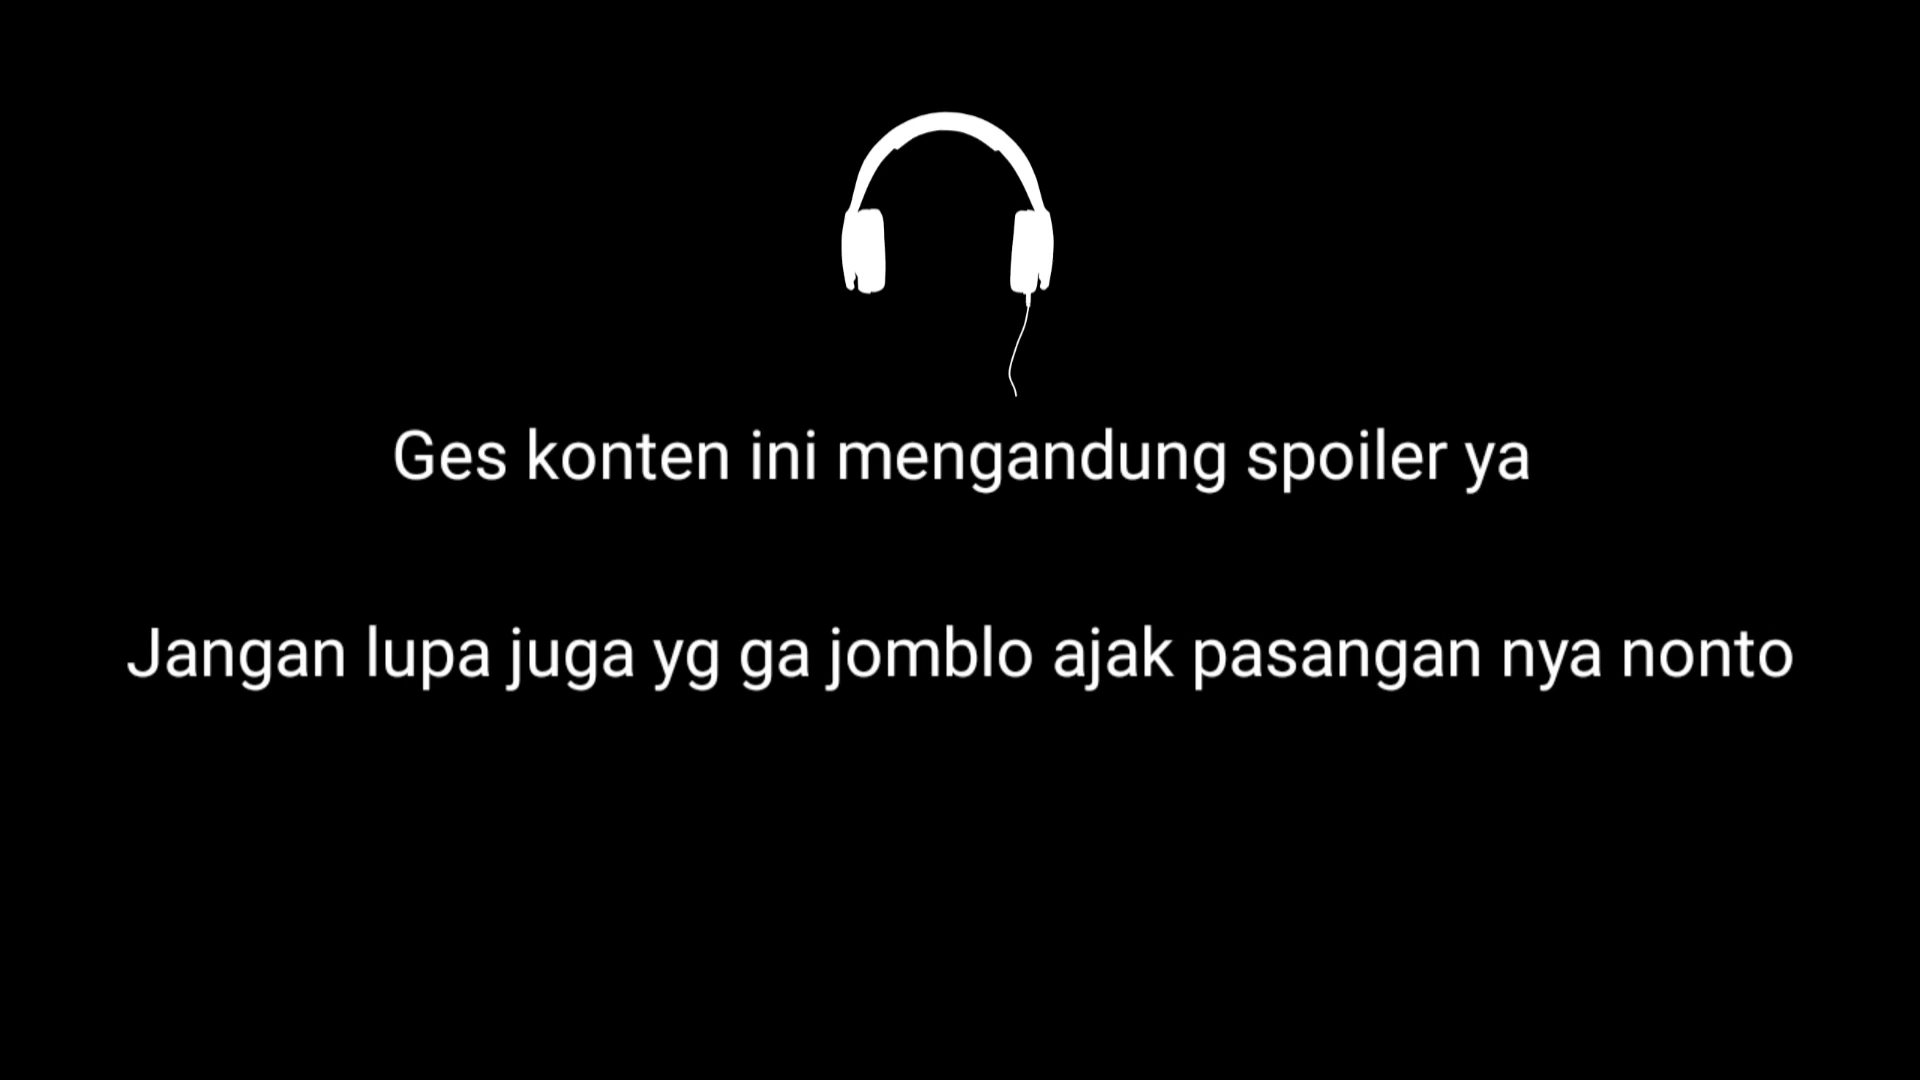 Ges konten ini mengandung spoiler ya
Jangan lupa juga yg ga jomblo ajak pasangan nya nonto